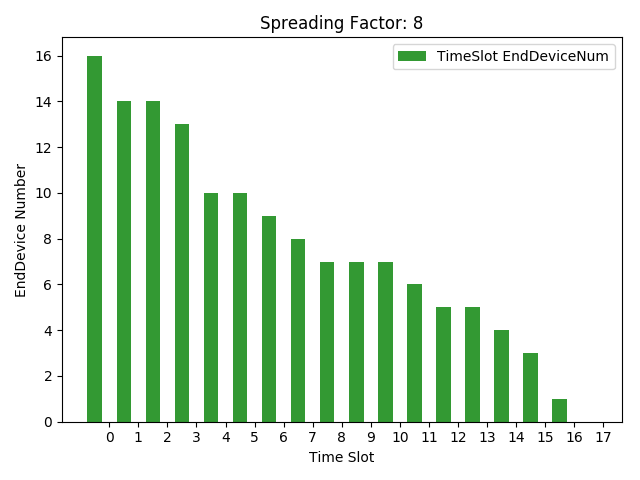 Spreading Factor: 8
TimeSlot EndDeviceNum
EndDevice Number
16
14
12
10
8
6
4
2
0
0 1 2 3 4 5 6 7 8 9 10 11 12 13 14 15 16 17
Time Slot